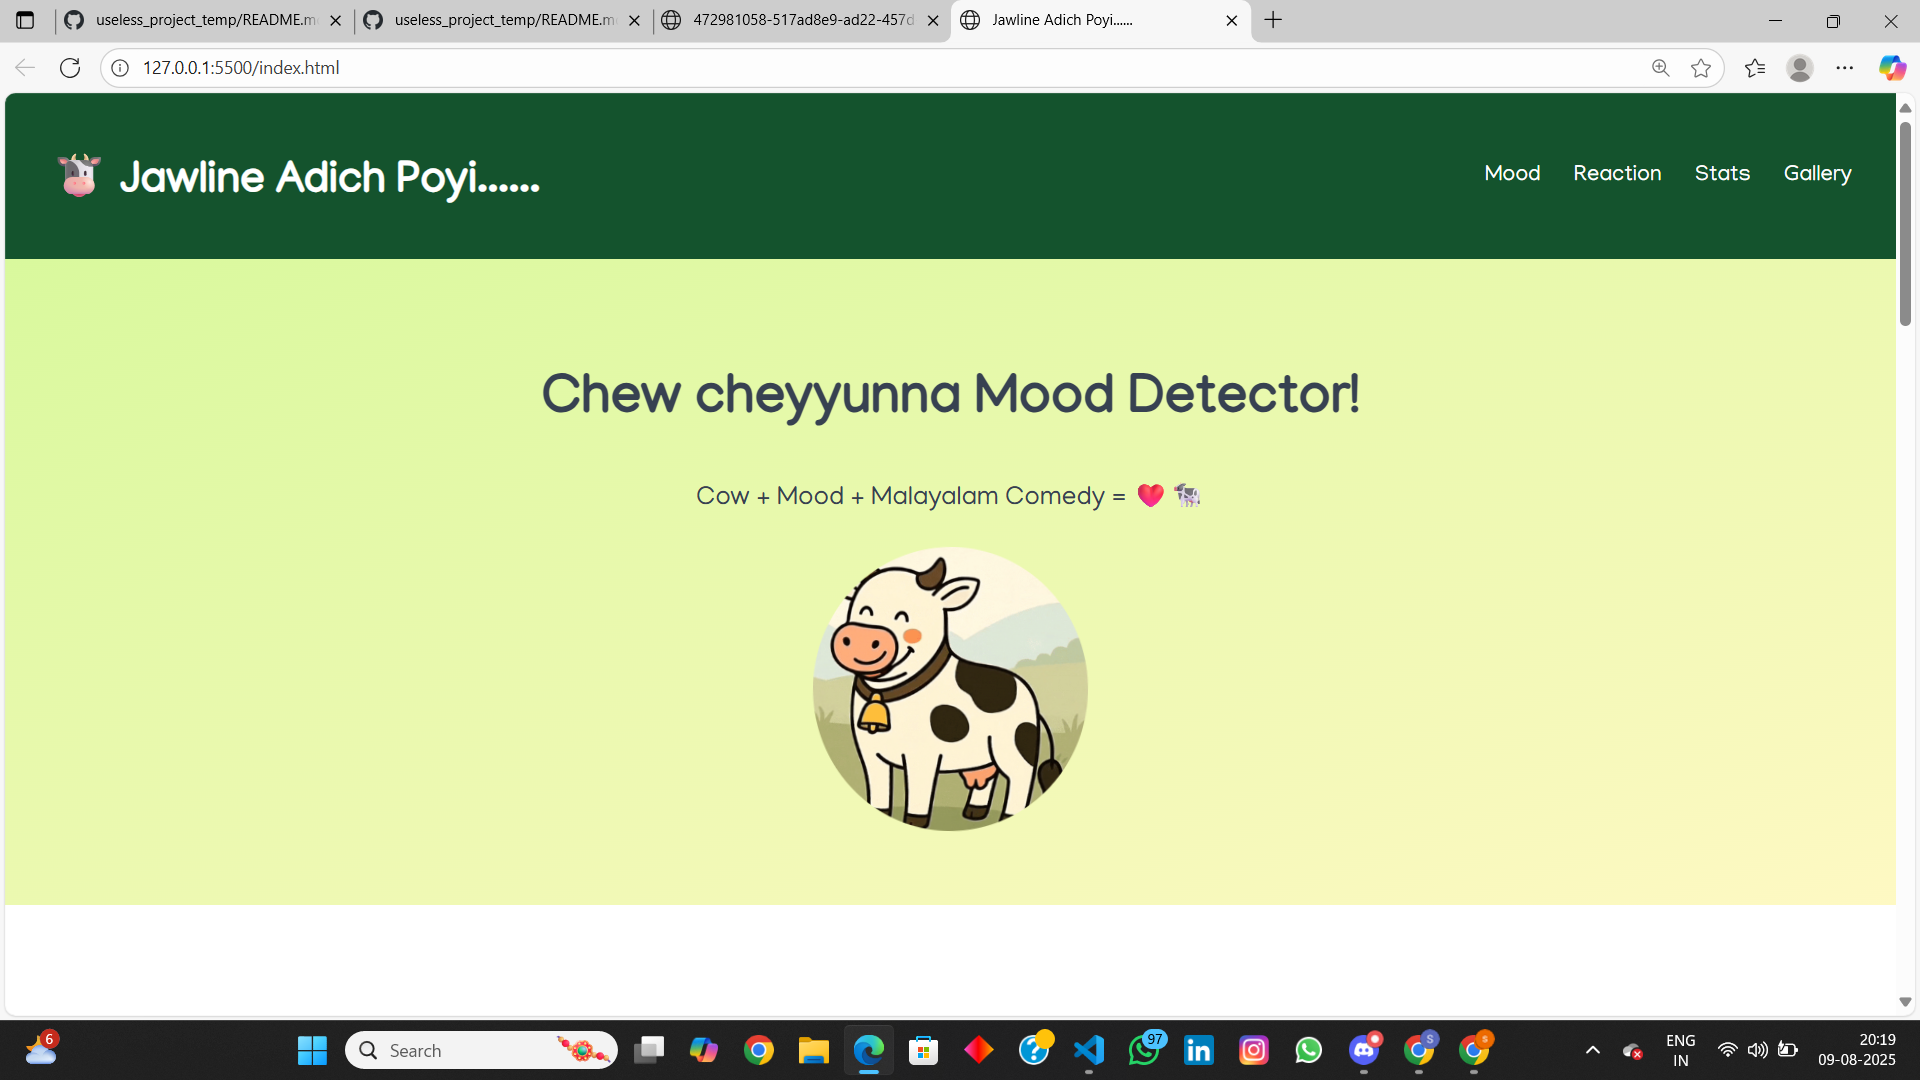 useless_project_temp/README.m
useless_project_temp/README.m
472981058-517ad8e9-ad22-457d
Jawline Adich Poyi......
127.0.0.1:5500/index.html
Jawline Adich Poyi......
Mood
Reaction
Stats
Gallery
Chew cheyyunna Mood Detector!
Cow + Mood + Malayalam Comedy = ❤️ 🐄
6
Search
97
S
s
ENG
IN
20:19
09-08-2025